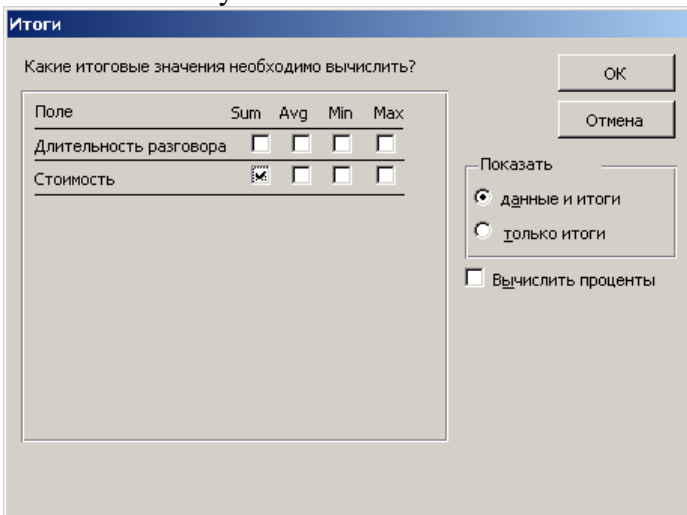 Итоги
Какие итоговые значения необходимо вычислить?
ОК
Отмена
Поле Sum Avg Min Max
Длительность разговора
Стоимость
Показать
данные и итоги
только итоги
Вычислить проценты